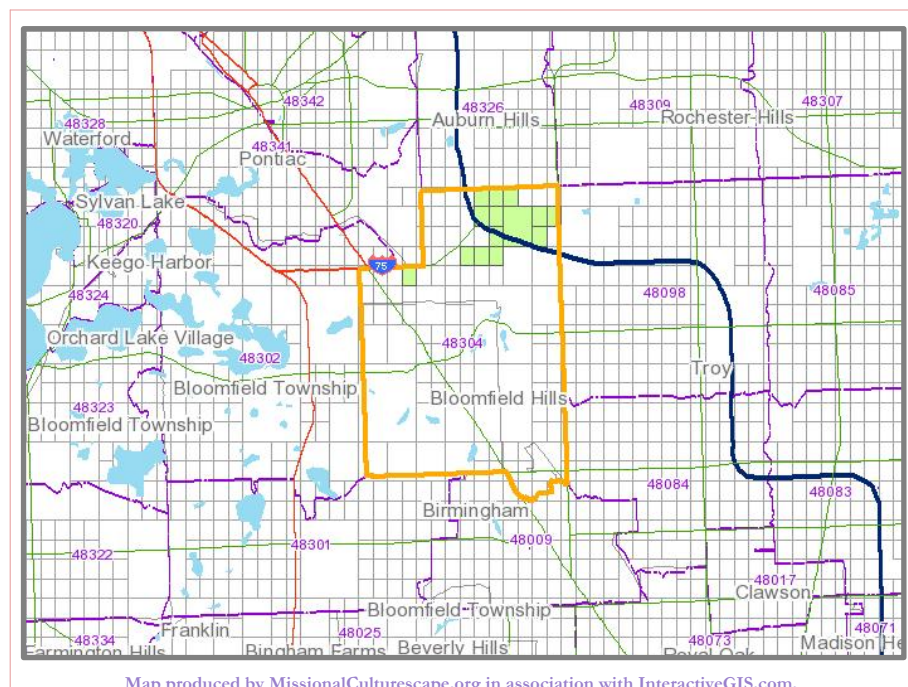 48342
48326
48309
48307
48328
Auburn Hills
Rochester Hills
Waterford
48341
Pontiac
Sylvan Lake
48320
Keego Harbor
75
48324
48098
48085
Orchard Lake Village
48304
48302
Troy
Bloomfield Township
Bloomfield Hills
48323
Bloomfield Township
48084
48083
Birmingham
48301
48009
48322
48017
Clawson
Bloomfield Township
48334
Franklin
48025
48071
48073
Farmington Hills
Bingham Farms
Beverly Hills
Royal Oak
Madison He
Map produced by MissionalCulturescape.org in association with InteractiveGIS.com.